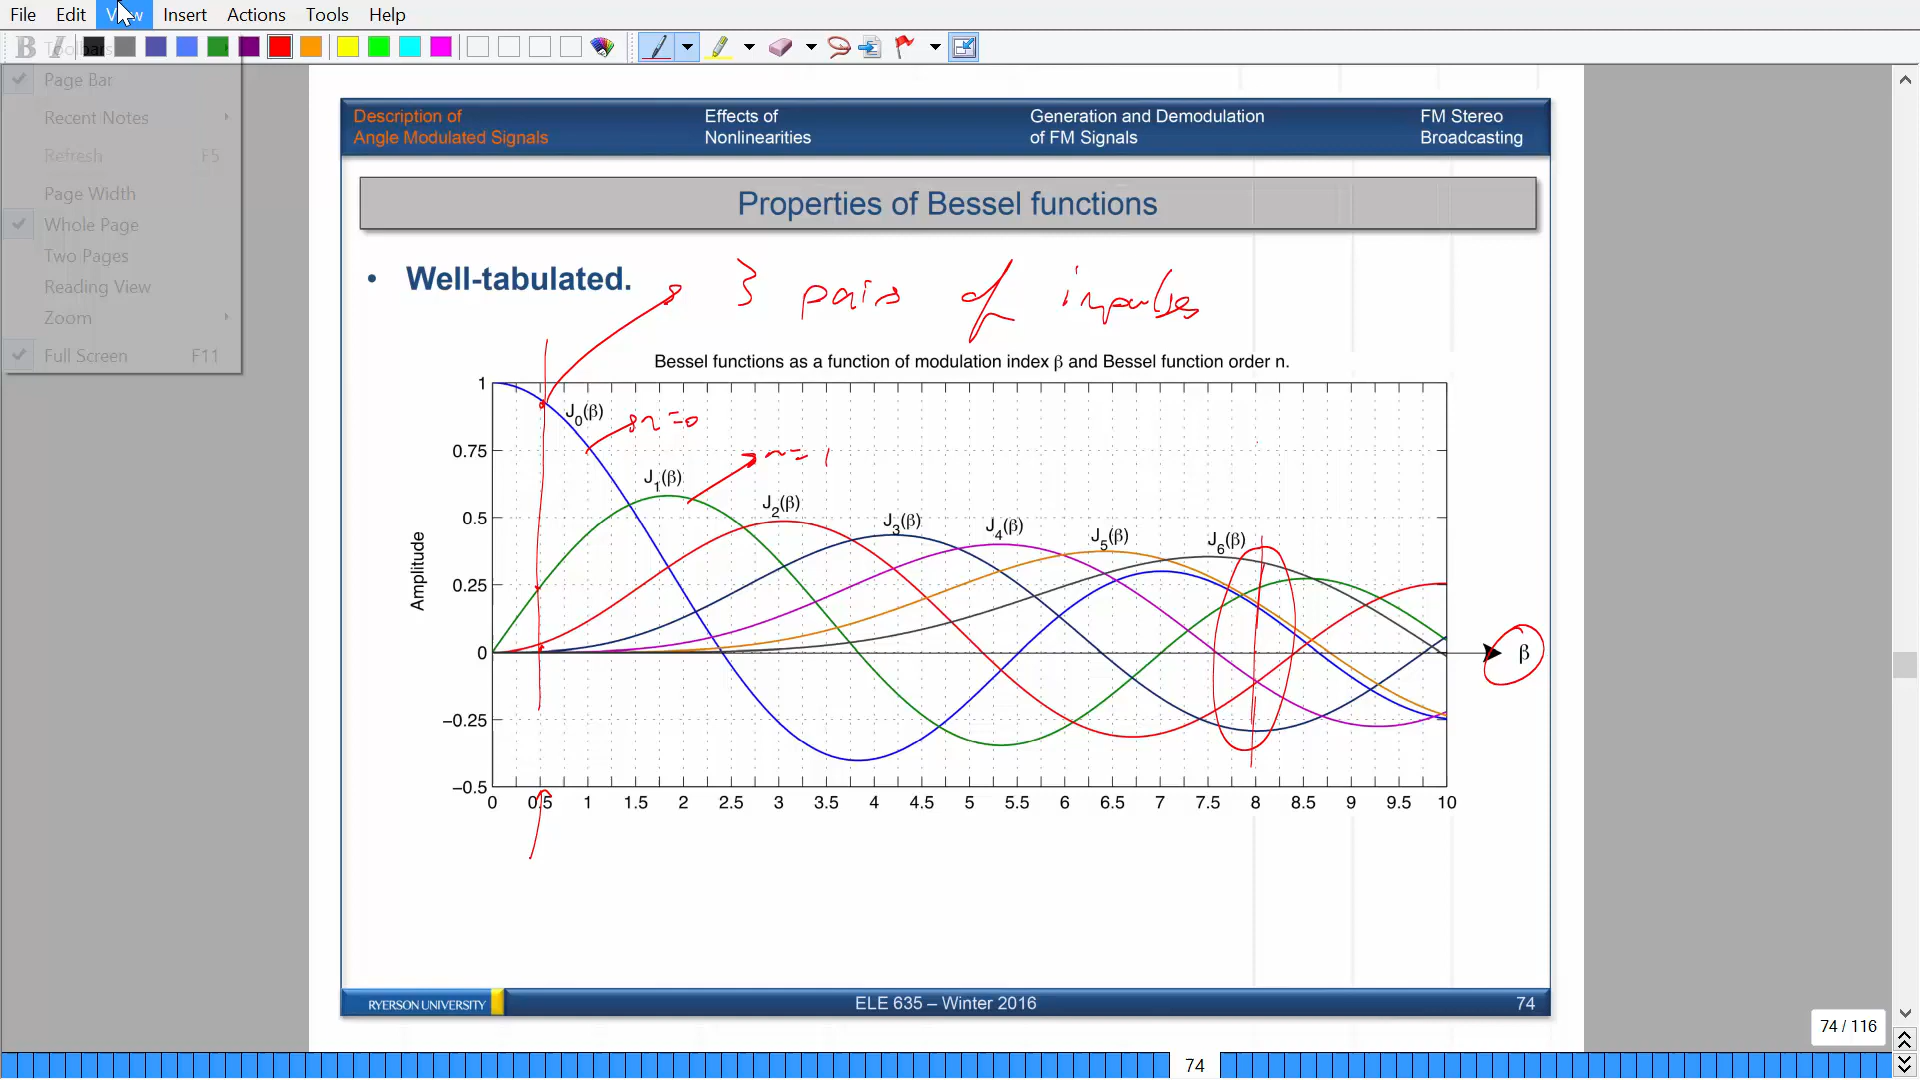 File Edit View Insert Actions Tools Help
B I Toolbars
Page Bar
Recent Notes
Refresh F5
Page Width
Whole Page
Two Pages
Reading View
Zoom
Full Screen F11
Description of
Angle Modulated Signals
Effects of
Nonlinearities
Generation and Demodulation
of FM Signals
FM Stereo
Broadcasting
Properties of Bessel functions
• Well-tabulated.
3 pairs of impulses
Bessel functions as a function of modulation index β and Bessel function order n.
J0(β)
n=0
J1(β)
n=1
J2(β)
J3(β)
J4(β)
J5(β)
J6(β)
Amplitude
1
0.75
0.5
0.25
0
−0.25
−0.5
β
0 0.5 1 1.5 2 2.5 3 3.5 4 4.5 5 5.5 6 6.5 7 7.5 8 8.5 9 9.5 10
RYERSON UNIVERSITY ELE 635 – Winter 2016 74
74 / 116
74